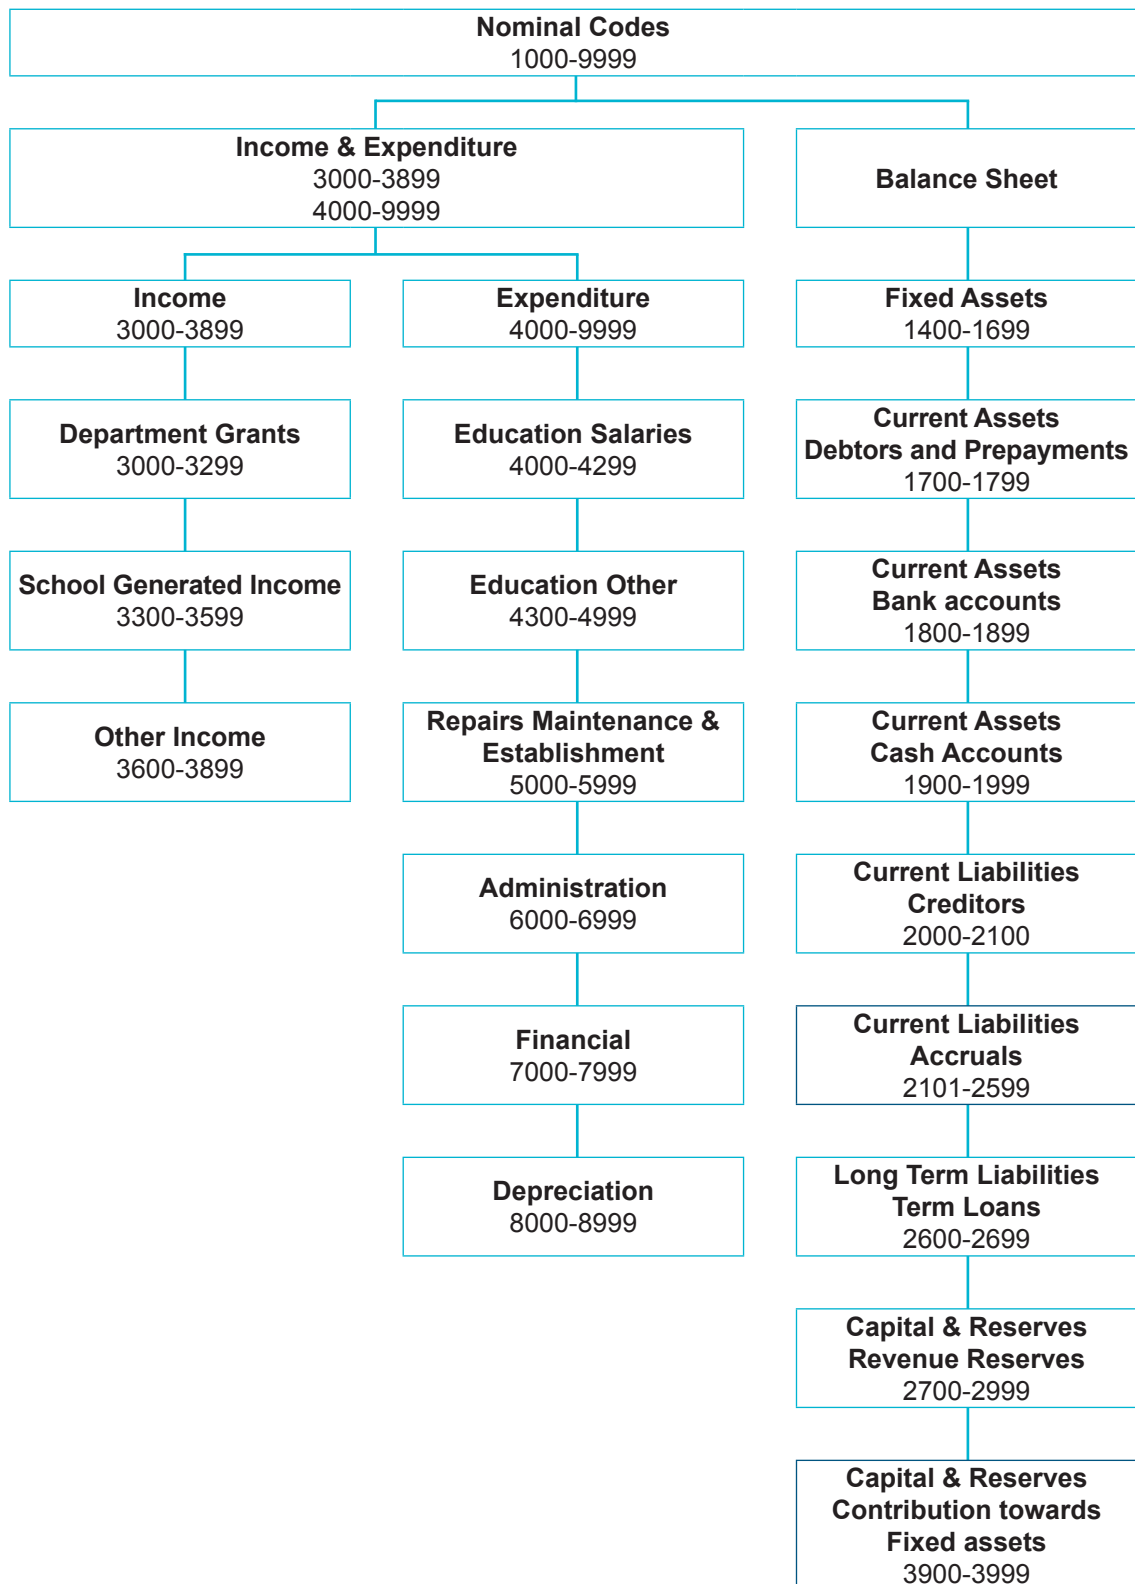 Nominal Codes
1000-9999
Income & Expenditure
3000-3899
4000-9999
Balance Sheet
Income
3000-3899
Expenditure
4000-9999
Fixed Assets
1400-1699
Department Grants
3000-3299
Education Salaries
4000-4299
Current Assets
Debtors and Prepayments
1700-1799
School Generated Income
3300-3599
Education Other
4300-4999
Current Assets
Bank accounts
1800-1899
Other Income
3600-3899
Repairs Maintenance &
Establishment
5000-5999
Current Assets
Cash Accounts
1900-1999
Administration
6000-6999
Current Liabilities
Creditors
2000-2100
Financial
7000-7999
Current Liabilities
Accruals
2101-2599
Depreciation
8000-8999
Long Term Liabilities
Term Loans
2600-2699
Capital & Reserves
Revenue Reserves
2700-2999
Capital & Reserves
Contribution towards
Fixed assets
3900-3999